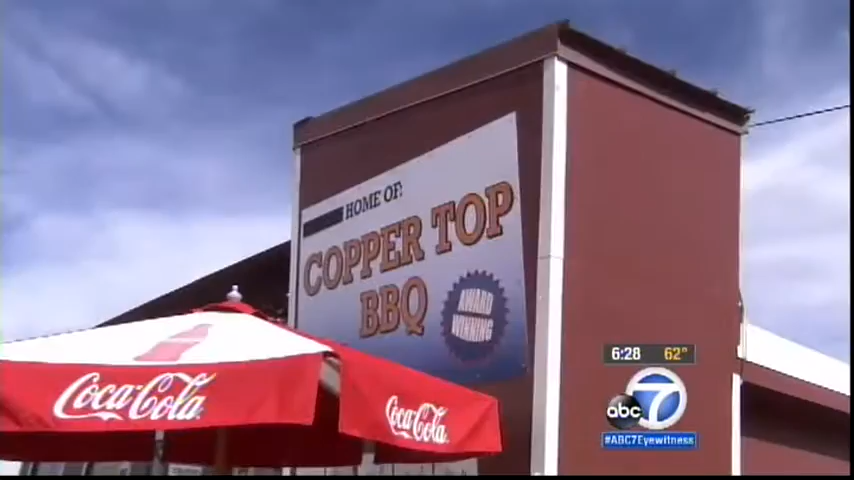 HOME OF:
COPPER TOP
BBQ
AWARD
WINNING
Coca-Cola
Coca-Cola
6:28 62°
abc 7
#ABC7Eyewitness